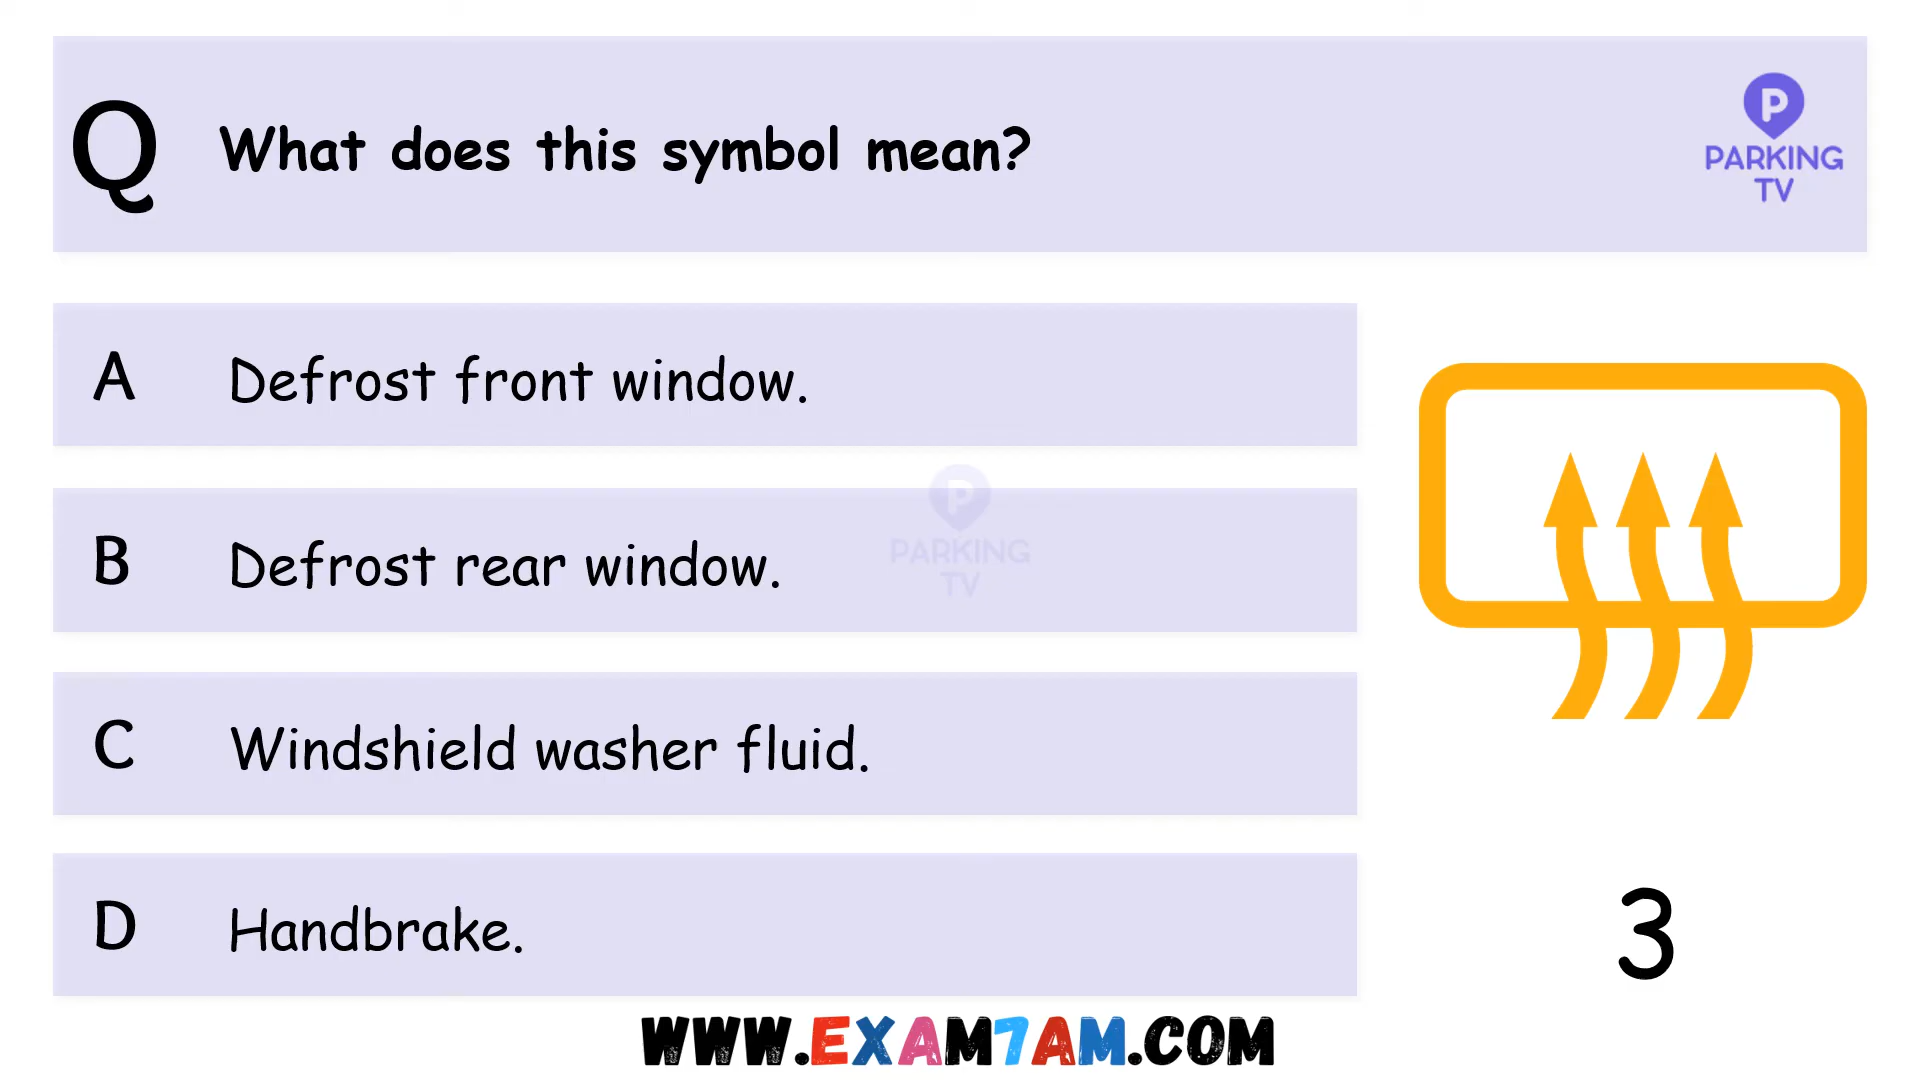 Q What does this symbol mean?
PARKING
TV
A Defrost front window.
B Defrost rear window.
PARKING
TV
C Windshield washer fluid.
D Handbrake.
3
WWW.EXAM7AM.COM